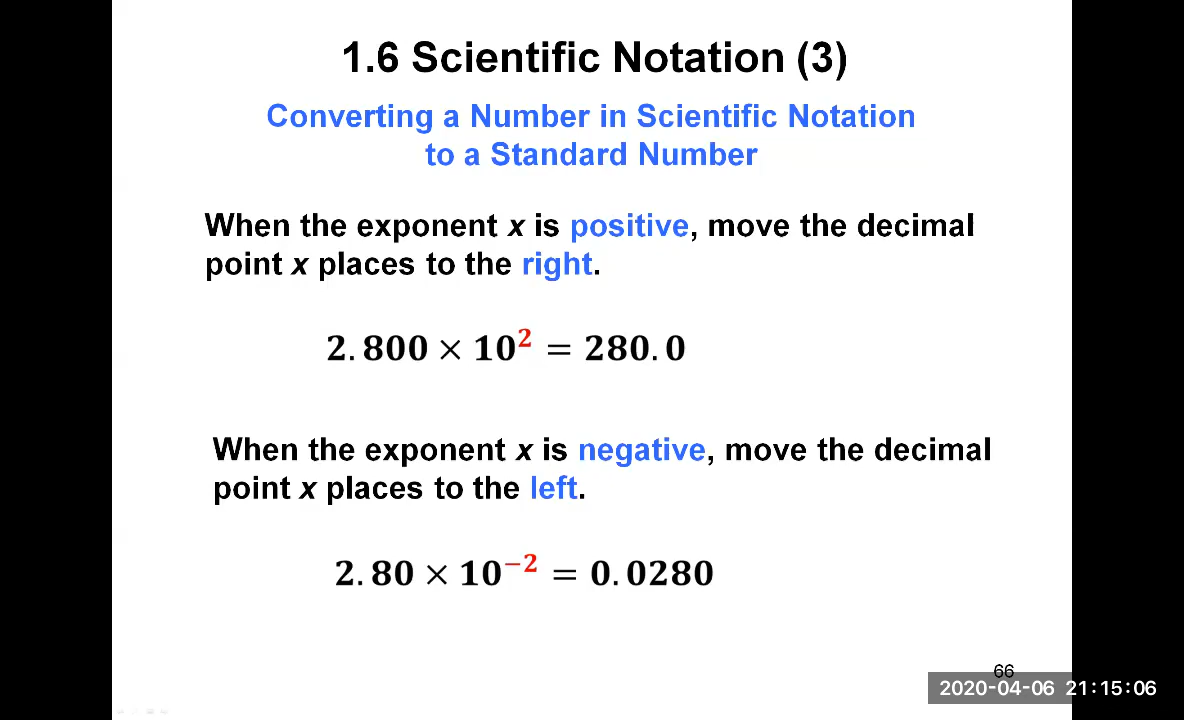 1.6 Scientific Notation (3)
Converting a Number in Scientific Notation
to a Standard Number
When the exponent x is positive, move the decimal
point x places to the right.
2.800 × 10² = 280.0
When the exponent x is negative, move the decimal
point x places to the left.
2.80 × 10⁻² = 0.0280
66
2020-04-06 21:15:06